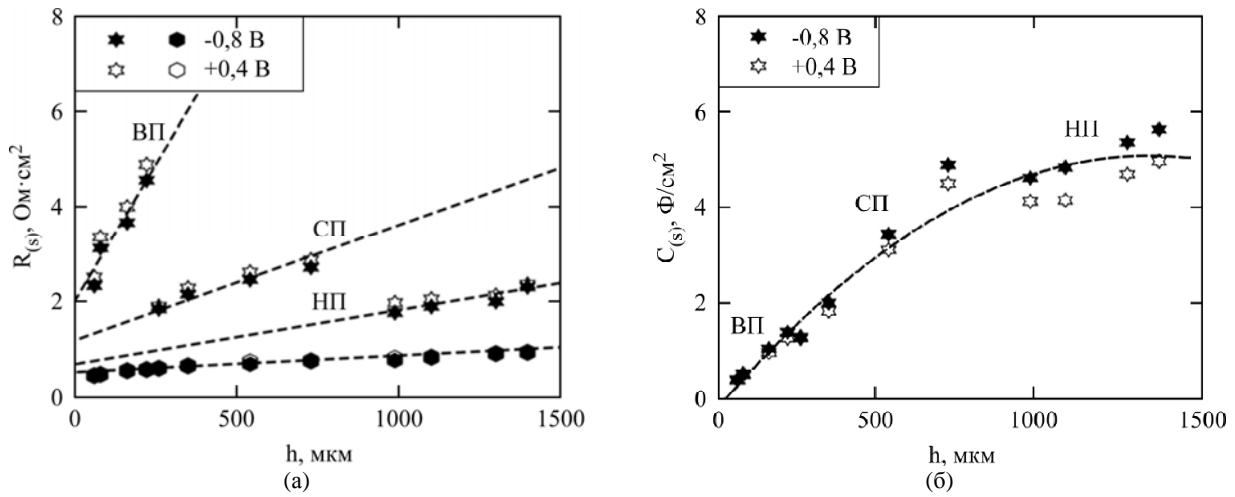 8
6
4
2
0
R(s), Ом·см²
-0,8 В
+0,4 В
ВП
СП
НП
0
500
1000
1500
h, мкм
(а)
8
6
4
2
0
C(s), Ф/см²
-0,8 В
+0,4 В
НП
СП
ВП
0
500
1000
1500
h, мкм
(б)